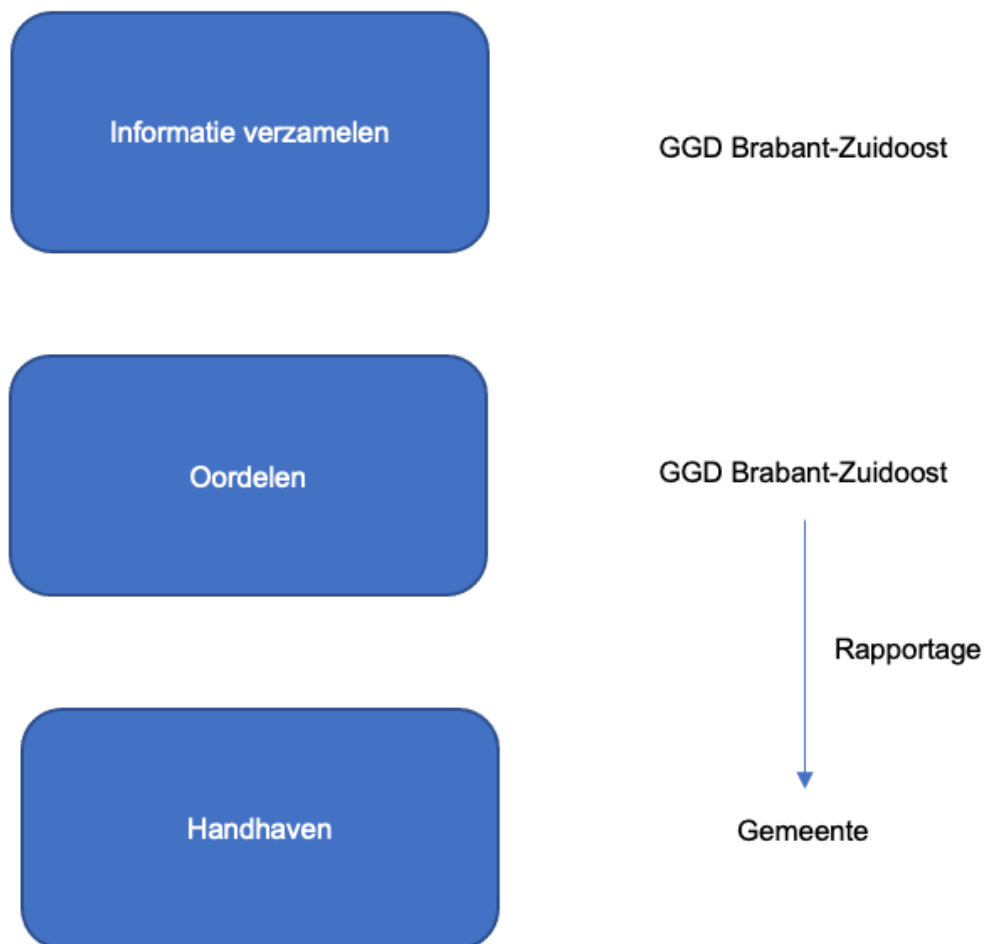 Informatie verzamelen
GGD Brabant-Zuidoost
Oordelen
GGD Brabant-Zuidoost
Rapportage
Handhaven
Gemeente